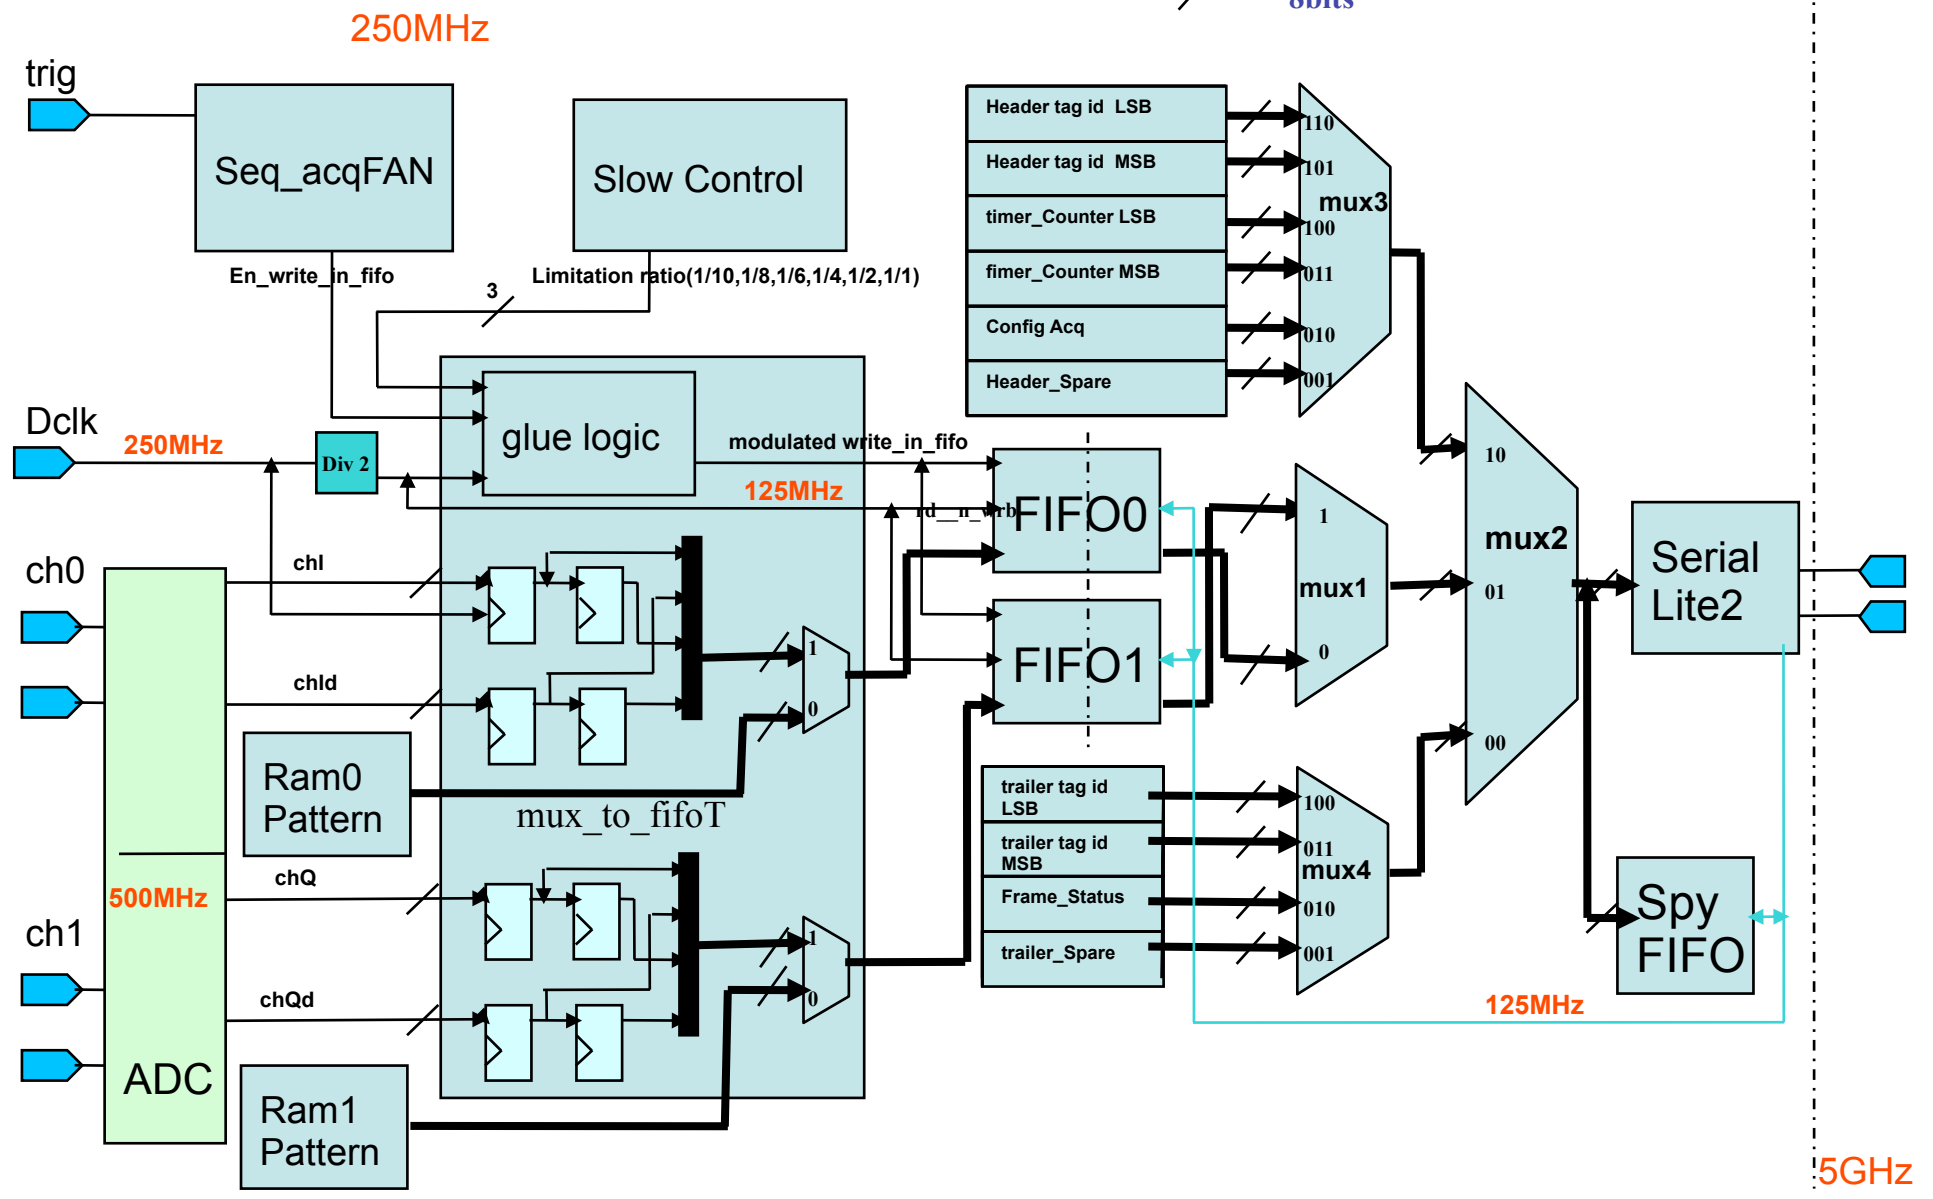 8bits
250MHz
trig
Seq_acqFAN
Slow Control
En_write_in_fifo
Limitation ratio(1/10,1/8,1/6,1/4,1/2,1/1)
3
Header tag id LSB
Header tag id MSB
timer_Counter LSB
fimer_Counter MSB
Config Acq
Header_Spare
110
101
100
011
010
001
mux3
Dclk
250MHz
Div 2
glue logic
modulated write_in_fifo
125MHz
rd__n_wrb
FIFO0
FIFO1
1
0
mux1
10
01
00
mux2
Serial
Lite2
ch0
chI
chId
1
0
Ram0
Pattern
mux_to_fifoT
500MHz
chQ
chQd
ch1
ADC
1
0
Ram1
Pattern
trailer tag id
LSB
trailer tag id
MSB
Frame_Status
trailer_Spare
100
011
010
001
mux4
Spy
FIFO
125MHz
5GHz